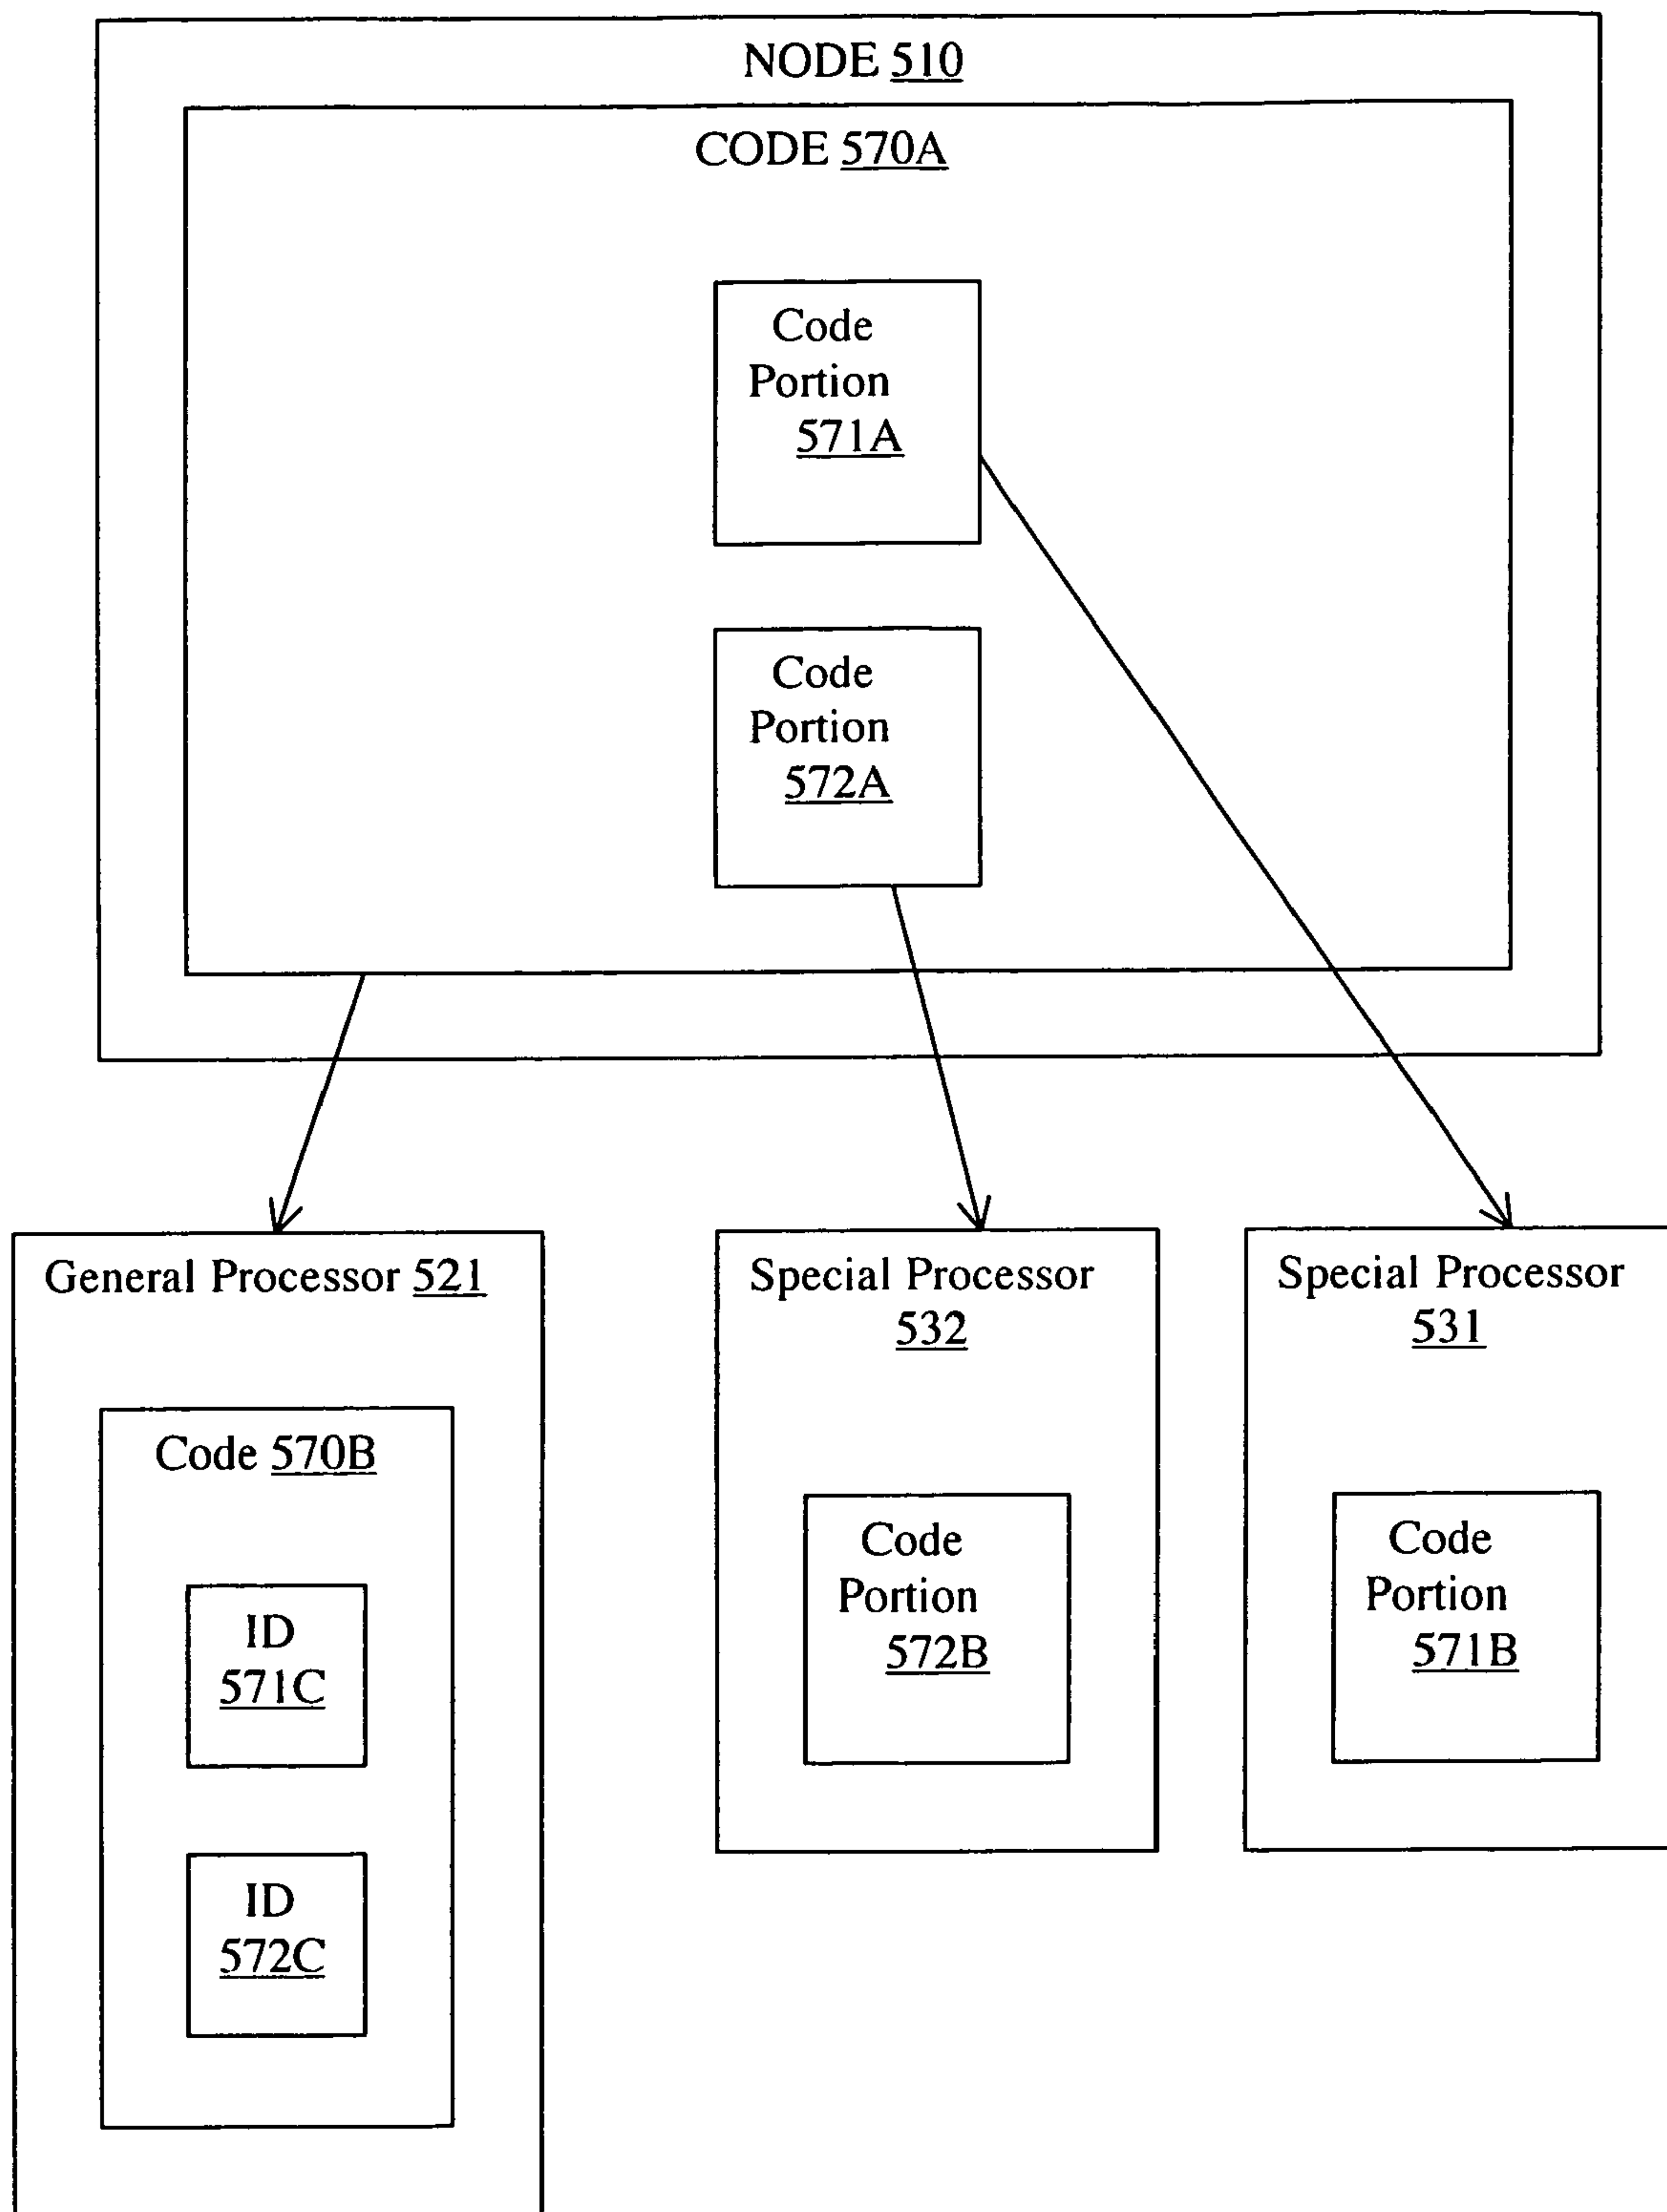 NODE 510
CODE 570A
Code
Portion
571A
Code
Portion
572A
General Processor 521
Code 570B
ID
571C
ID
572C
Special Processor
532
Code
Portion
572B
Special Processor
531
Code
Portion
571B